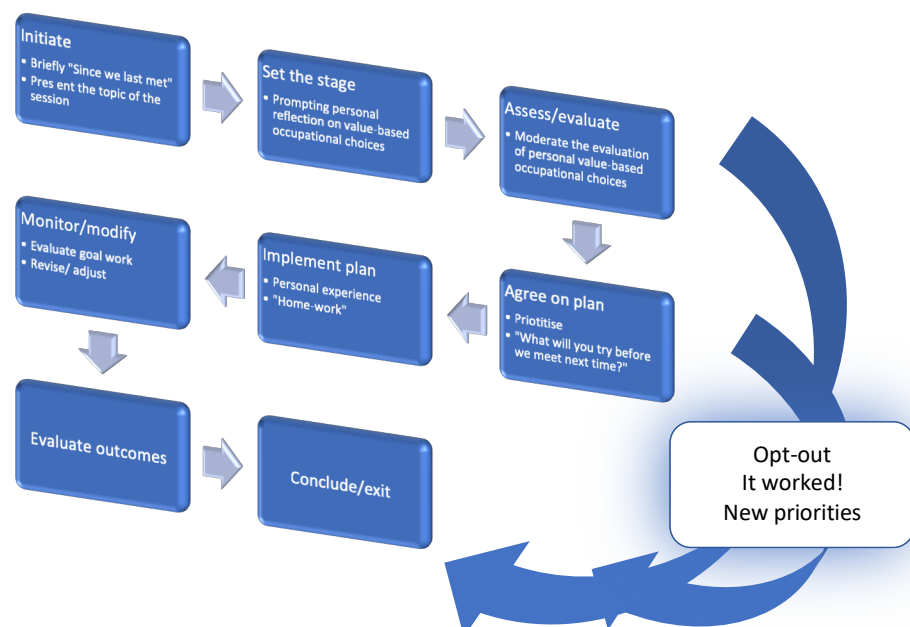 Initiate
• Briefly "Since we last met"
• Pres ent the topic of the
session
Set the stage
• Prompting personal
reflection on value-based
occupational choices
Assess/evaluate
• Moderate the evaluation
of personal value-based
occupational choices
Monitor/modify
• Evaluate goal work
• Revise/ adjust
Implement plan
• Personal experience
• "Home-work"
Agree on plan
• Priotitise
• "What will you try before
we meet next time?"
Evaluate outcomes
Conclude/exit
Opt-out
It worked!
New priorities